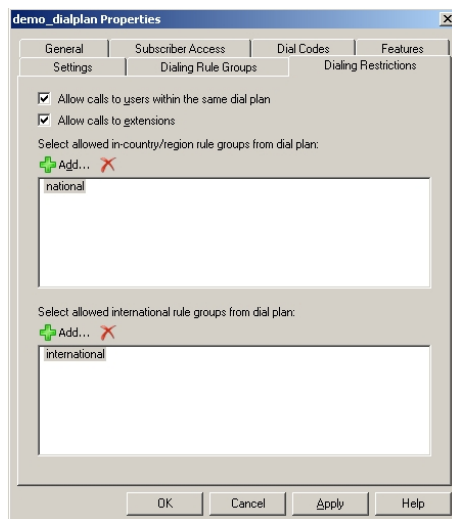 demo_dialplan Properties
General Subscriber Access Dial Codes Features
Settings Dialing Rule Groups Dialing Restrictions
Allow calls to users within the same dial plan
Allow calls to extensions
Select allowed in-country/region rule groups from dial plan:
Add...
national
Select allowed international rule groups from dial plan:
Add...
international
OK Cancel Apply Help